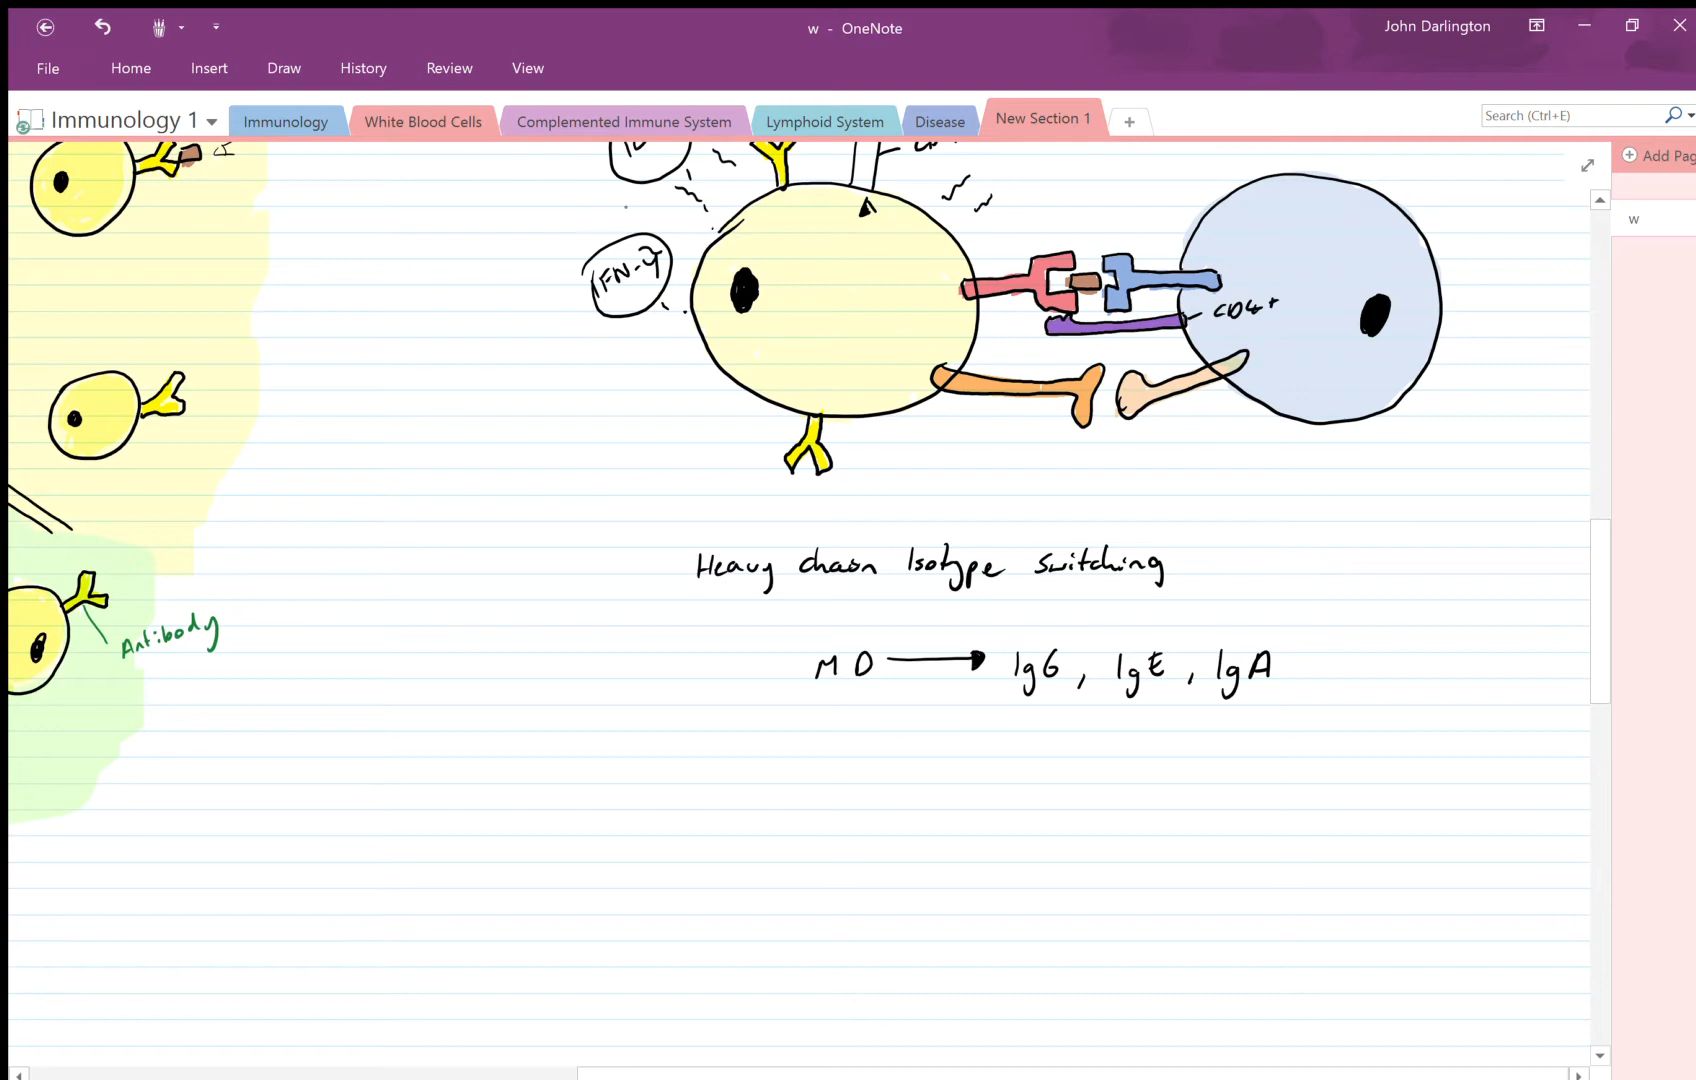 w - OneNote
John Darlington
File Home Insert Draw History Review View
Immunology 1
Immunology
White Blood Cells
Complemented Immune System
Lymphoid System
Disease
New Section 1
Search (Ctrl+E)
Add Pag
w
IFN-γ
CD4+
Heavy chain Isotype switching
M D → IgG, IgE, IgA
Antibody